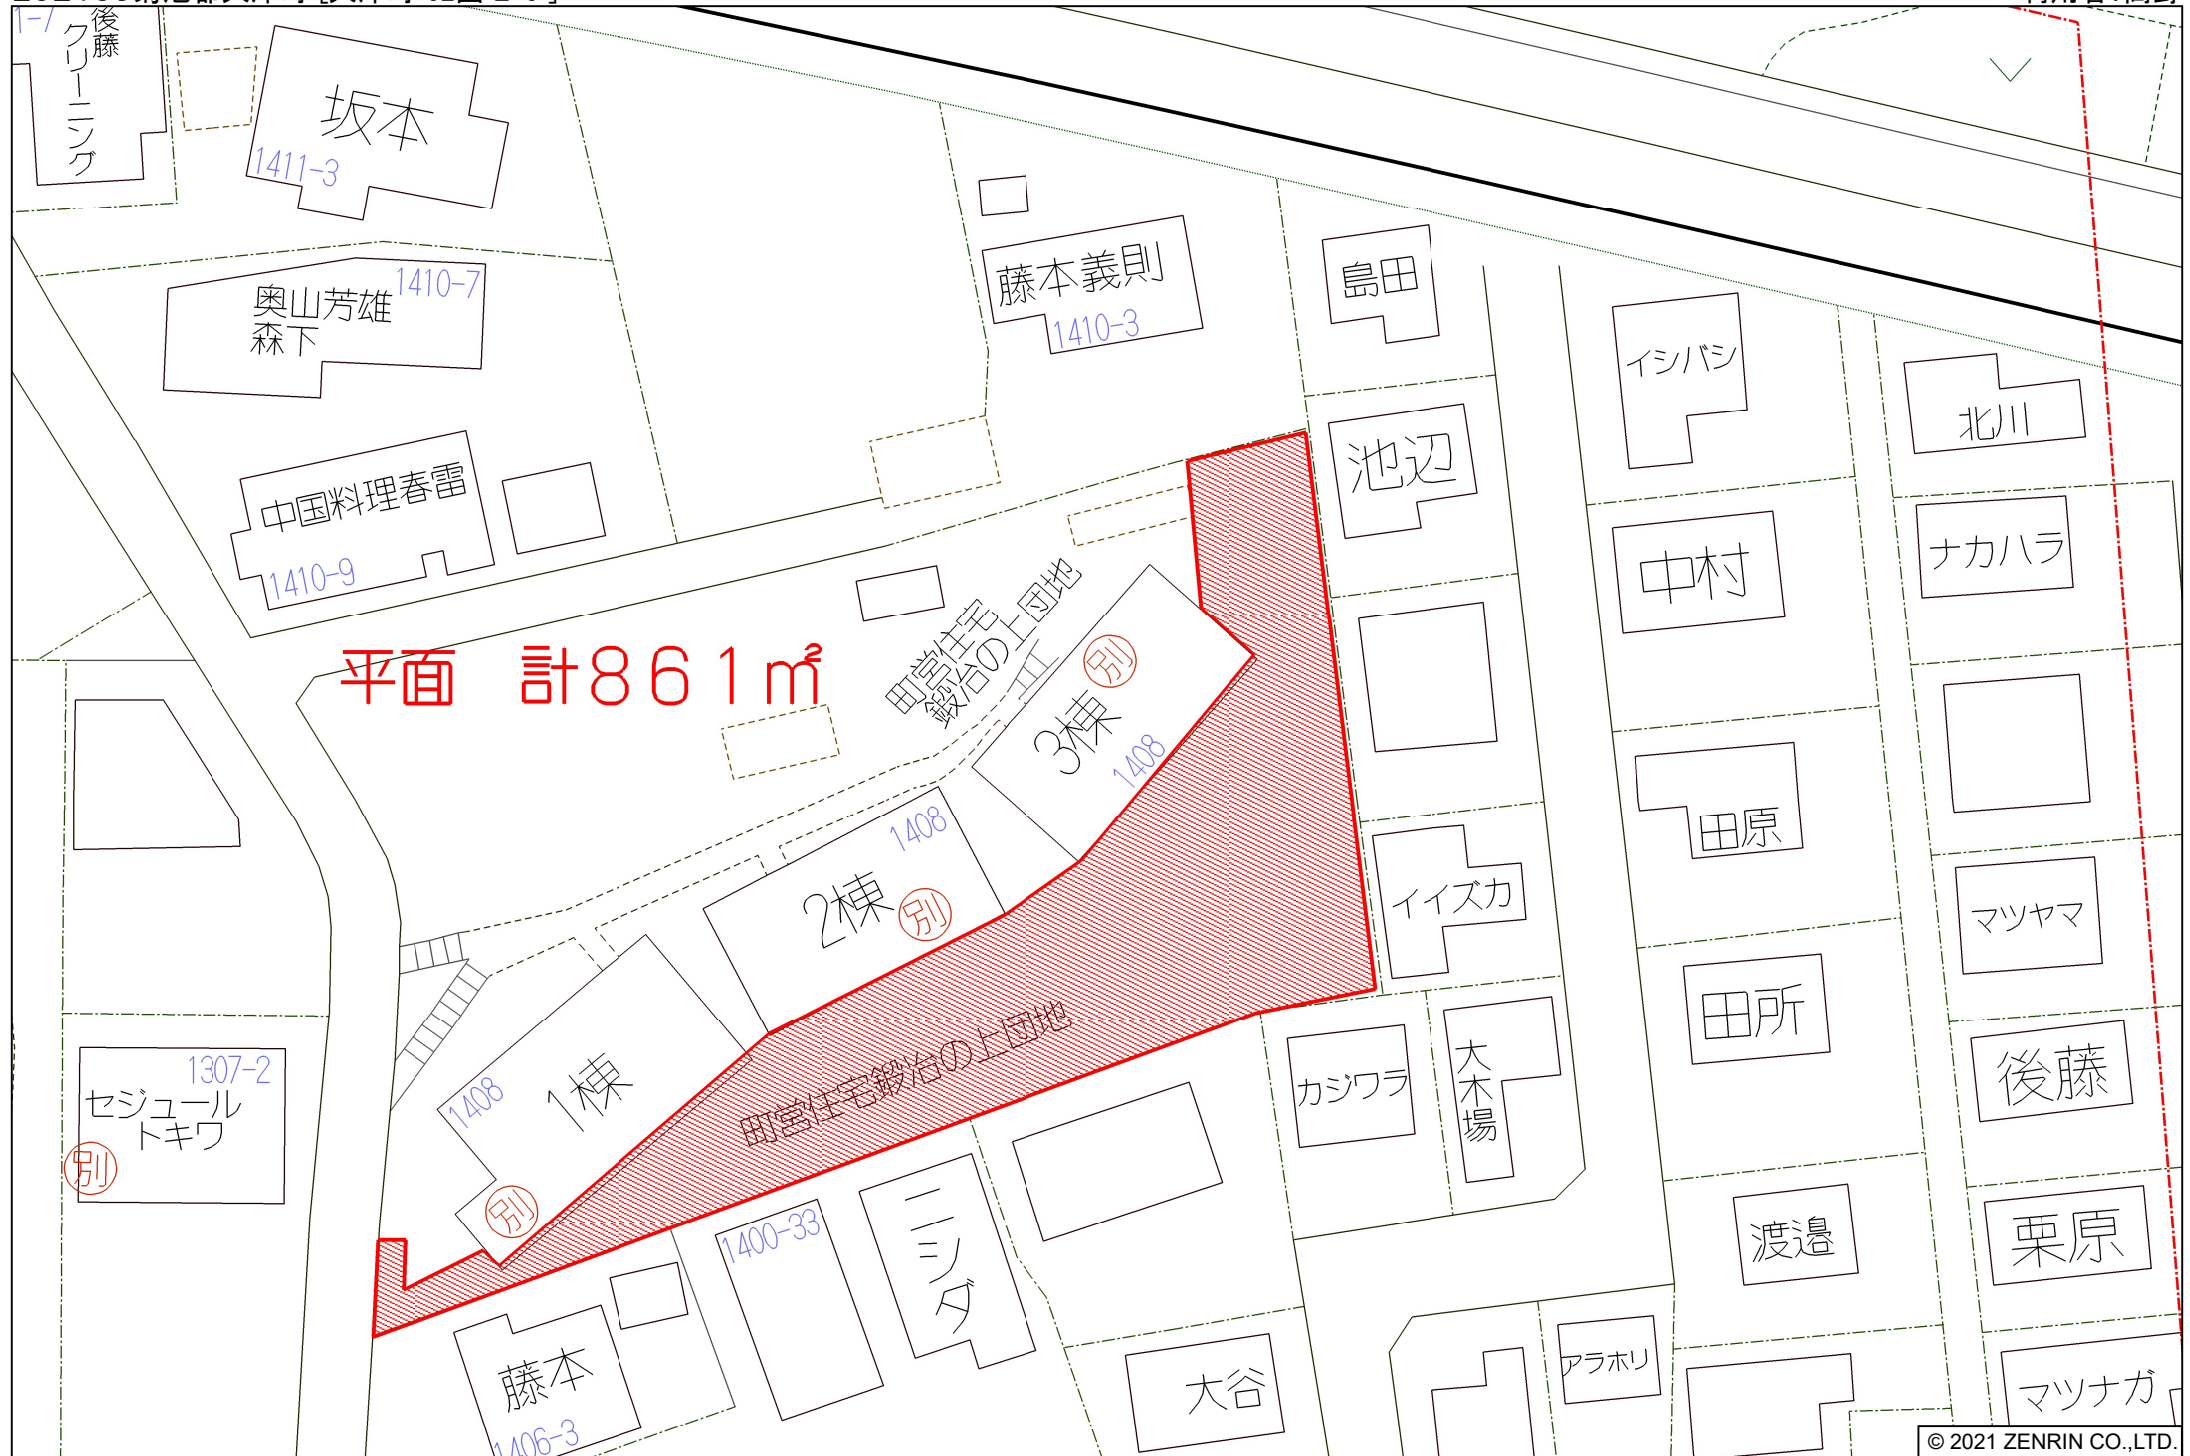 1-7
後藤
クリーニング
坂本
1411-3
奥山芳雄
森下
1410-7
藤本義則
1410-3
島田
イシバシ
北川
中国料理春雷
1410-9
池辺
中村
ナカハラ
平面 計861㎡
町営住宅
鍛冶の上団地
3棟
別
1408
田原
2棟
別
1408
イイズカ
マツヤマ
1棟
別
1408
町営住宅鍛冶の上団地
田所
1307-2
セジュール
トキワ
別
カジワラ
大木場
後藤
1400-33
ニシダ
渡邉
栗原
藤本
1406-3
大谷
アラホリ
マツナガ
© 2021 ZENRIN CO.,LTD.